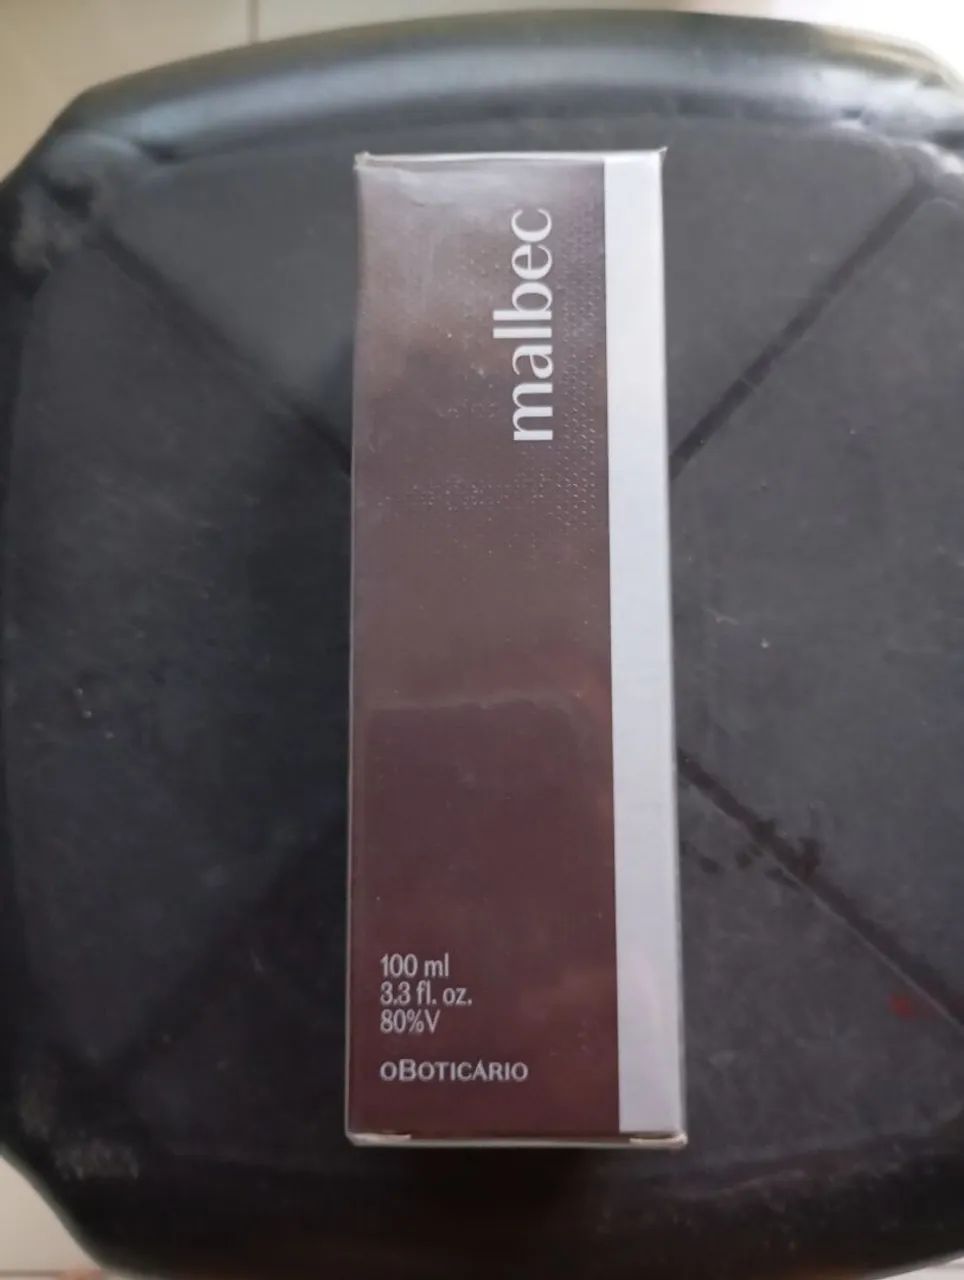 malbec
100 ml
3.3 fl. oz.
80%V
oBOTICÁRIO